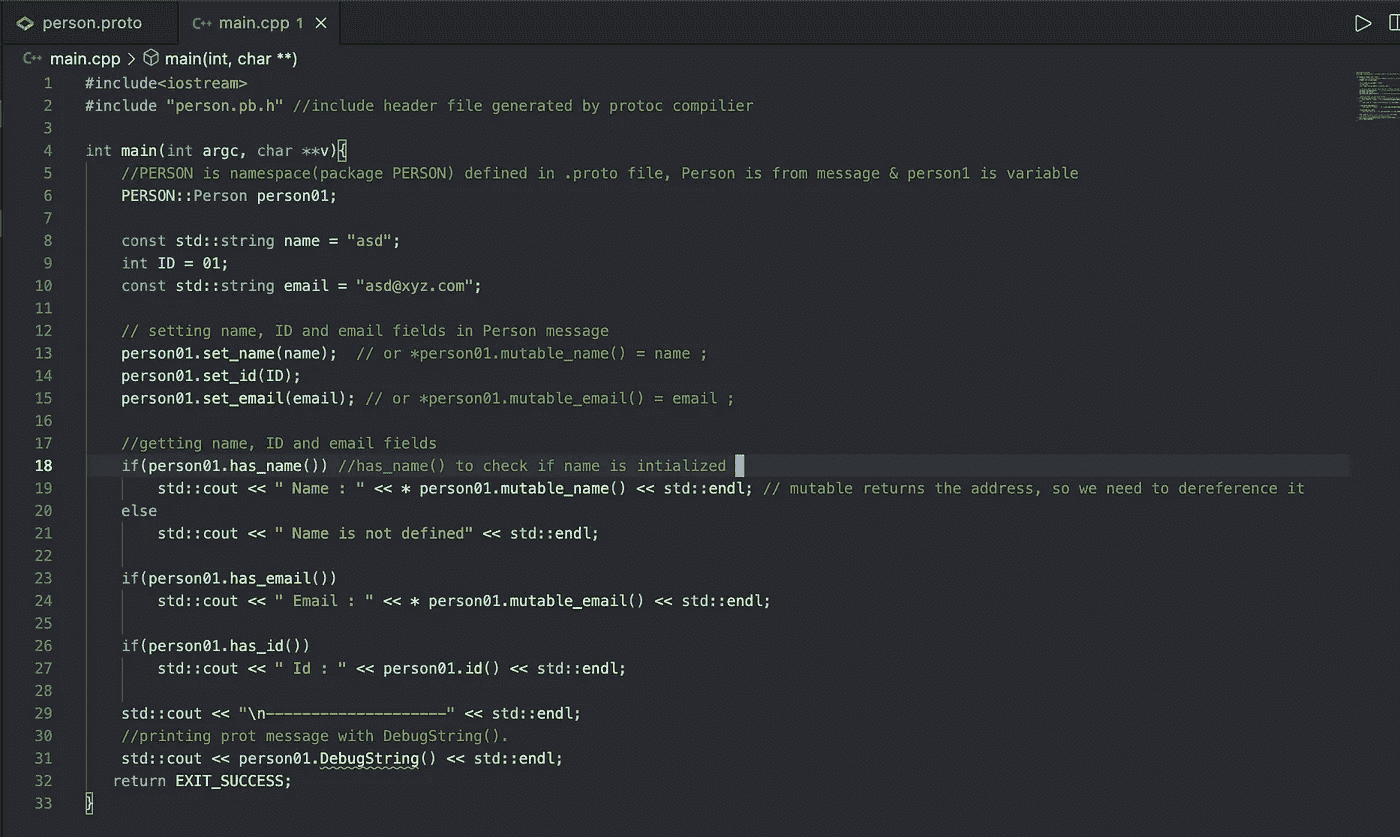 person.proto
C++ main.cpp 1 ×
C++ main.cpp > main(int, char **)
1 #include<iostream>
2 #include "person.pb.h" //include header file generated by protoc compilier
3
4 int main(int argc, char **v){
5 //PERSON is namespace(package PERSON) defined in .proto file, Person is from message & person1 is variable
6 PERSON::Person person01;
7
8 const std::string name = "asd";
9 int ID = 01;
10 const std::string email = "asd@xyz.com";
11
12 // setting name, ID and email fields in Person message
13 person01.set_name(name);  // or *person01.mutable_name() = name ;
14 person01.set_id(ID);
15 person01.set_email(email); // or *person01.mutable_email() = email ;
16
17 //getting name, ID and email fields
18 if(person01.has_name()) //has_name() to check if name is intialized
19 std::cout << " Name : " << * person01.mutable_name() << std::endl; // mutable returns the address, so we need to dereference it
20 else
21 std::cout << " Name is not defined" << std::endl;
22
23 if(person01.has_email())
24 std::cout << " Email : " << * person01.mutable_email() << std::endl;
25
26 if(person01.has_id())
27 std::cout << " Id : " << person01.id() << std::endl;
28
29 std::cout << "\n--------------------" << std::endl;
30 //printing prot message with DebugString().
31 std::cout << person01.DebugString() << std::endl;
32 return EXIT_SUCCESS;
33 }